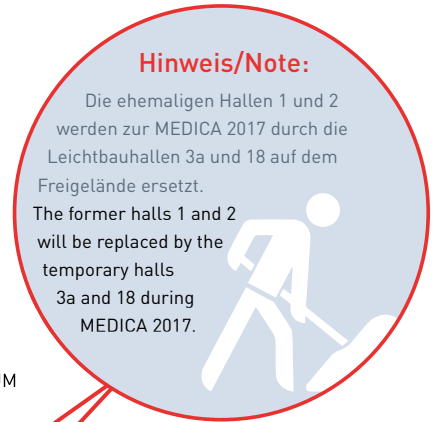 Hinweis/Note:
Die ehemaligen Hallen 1 und 2
werden zur MEDICA 2017 durch die
Leichtbauhallen 3a und 18 auf dem
Freigelände ersetzt.
The former halls 1 and 2
will be replaced by the
temporary halls
3a and 18 during
MEDICA 2017.